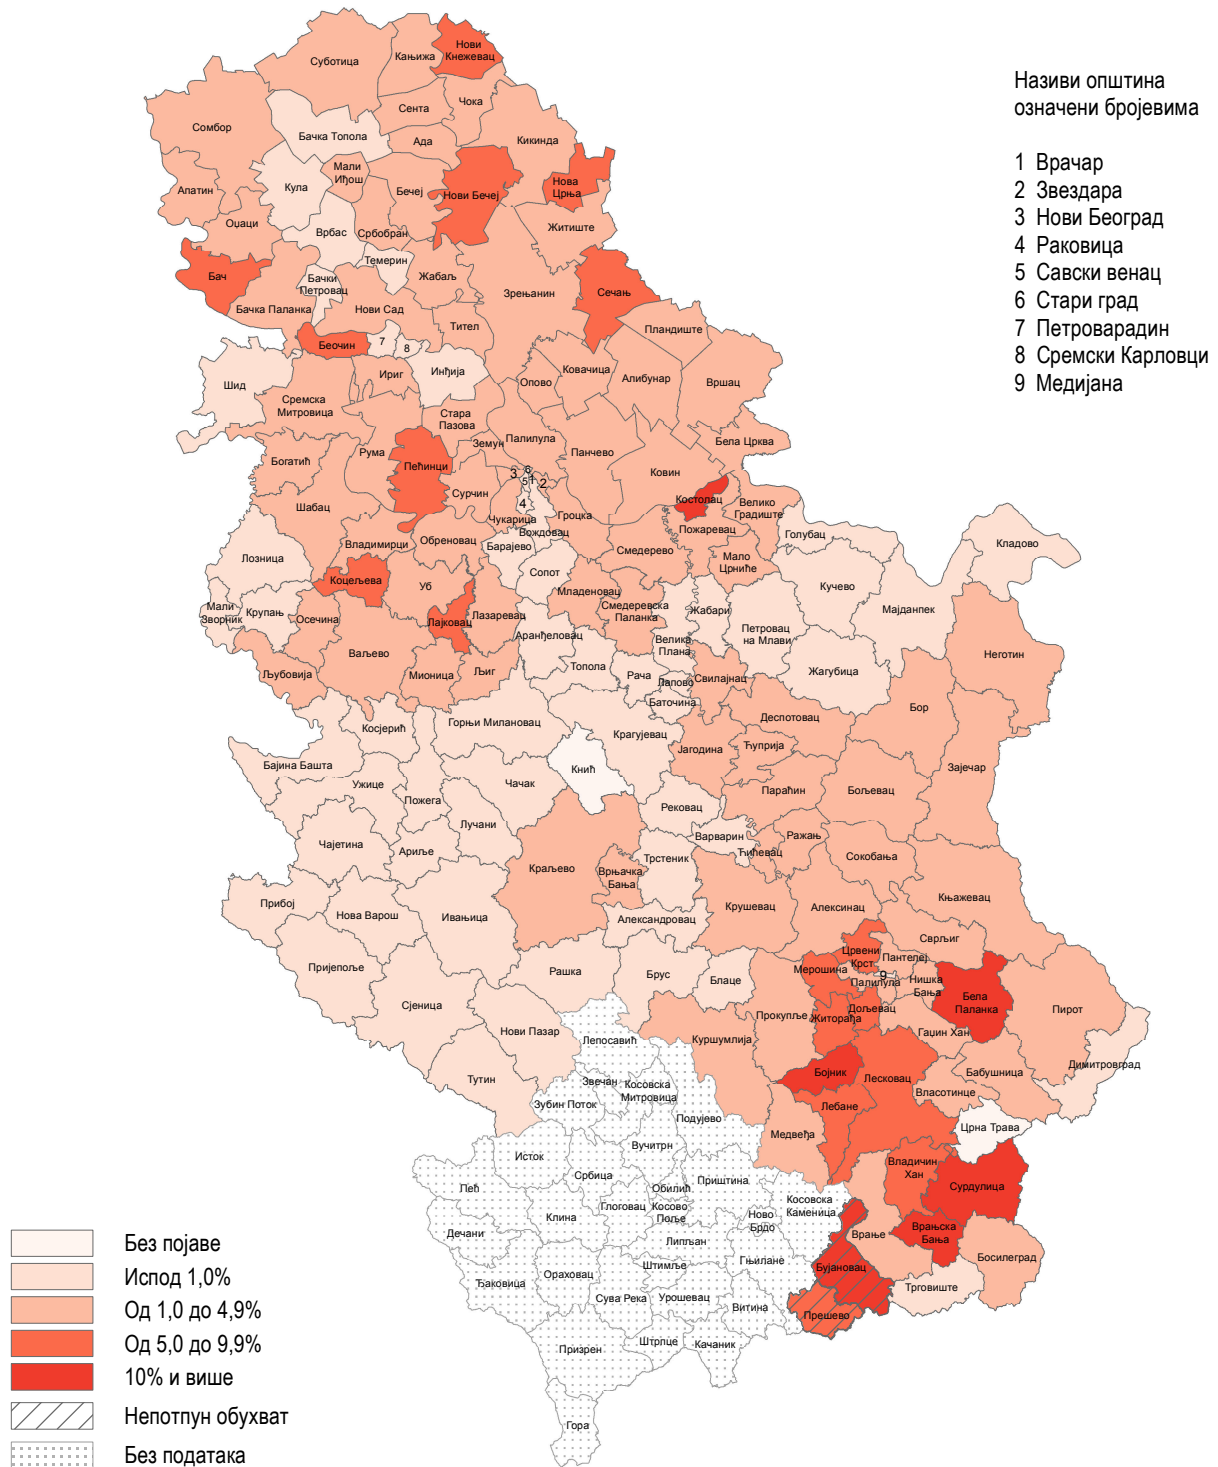 Називи општина
означени бројевима
1 Врачар
2 Звездара
3 Нови Београд
4 Раковица
5 Савски венац
6 Стари град
7 Петроварадин
8 Сремски Карловци
9 Медијана
Суботица
Кањижа
Нови
Кнежевац
Сомбор
Бачка Топола
Сента
Чока
Ада
Кикинда
Апатин
Кула
Мали
Иђош
Бечеј
Нови Бечеј
Нова
Црња
Оџаци
Врбас
Србобран
Житиште
Бач
Темерин
Бачки
Петровац
Жабаљ
Зрењанин
Сечањ
Бачка Паланка
Нови Сад
Тител
Пландиште
Беочин
7
8
Шид
Ириг
Инђија
Опово
Ковачица
Алибунар
Вршац
Сремска
Митровица
Стара
Пазова
Земун
Палилула
Панчево
Бела Црква
Богатић
Рума
Пећинци
3
6
5
1
2
4
Ковин
Костолац
Шабац
Сурчин
Чукарица
Вождовац
Гроцка
Велико
Градиште
Пожаревац
Голубац
Кладово
Владимирци
Обреновац
Барајево
Смедерево
Мало
Црниће
Лозница
Коцељева
Уб
Сопот
Младеновац
Кучево
Мајданпек
Мали
Зворник
Крупањ
Осечина
Лајковац
Лазаревац
Смедеревска
Паланка
Жабари
Петровац
на Млави
Аранђеловац
Велика
Плана
Ваљево
Љубовија
Мионица
Љиг
Топола
Рача
Лапово
Свилајнац
Жагубица
Неготин
Баточина
Косјерић
Горњи Милановац
Крагујевац
Деспотовац
Бор
Бајина Башта
Кнић
Јагодина
Ћуприја
Зајечар
Ужице
Пожега
Чачак
Рековац
Параћин
Бољевац
Лучани
Варварин
Ражањ
Чајетина
Ариље
Краљево
Врњачка
Бања
Трстеник
Ћићевац
Сокобања
Прибој
Нова Варош
Ивањица
Александровац
Крушевац
Алексинац
Књажевац
Пријепоље
Рашка
Брус
Блаце
Црвени
Крст
Сврљиг
Пантелеј
Мерошина
9
Палилула
Нишка
Бања
Бела
Паланка
Пирот
Сјеница
Нови Пазар
Прокупље
Житорађа
Дољевац
Гаџин Хан
Лепосавић
Куршумлија
Димитровград
Тутин
Звечан
Косовска
Митровица
Бојник
Лесковац
Бабушница
Зубин Поток
Подујево
Лебане
Власотинце
Медвеђа
Црна Трава
Исток
Вучитрн
Србица
Приштина
Владичин
Хан
Сурдулица
Пећ
Обилић
Косовска
Каменица
Глоговац
Косово
Поље
Ново
Брдо
Клина
Врање
Врањска
Бања
Дечани
Липљан
Гњилане
Босилеград
Ђаковица
Ораховац
Штимље
Бујановац
Сува Река
Урошевац
Витина
Трговиште
Прешево
Призрен
Штрпце
Качаник
Гора
Без појаве
Испод 1,0%
Од 1,0 до 4,9%
Од 5,0 до 9,9%
10% и више
Непотпун обухват
Без података